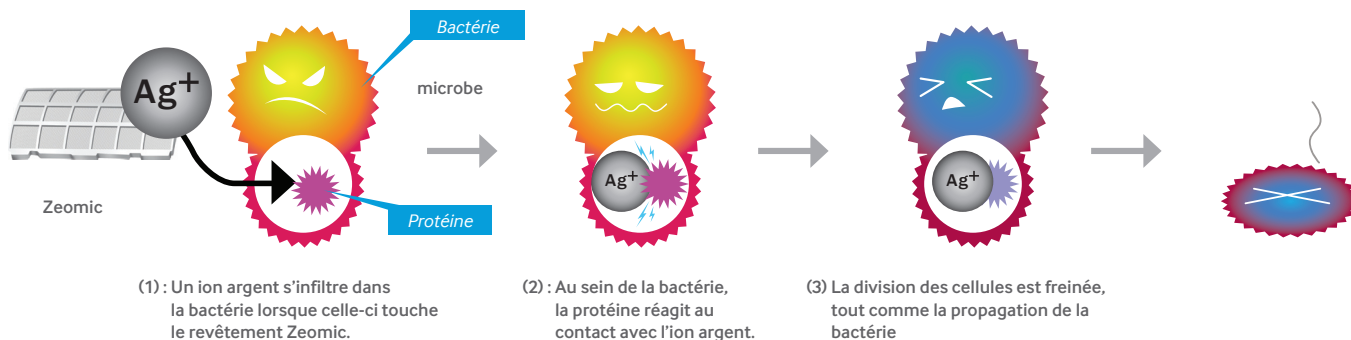 Bactérie
Ag+
microbe
Ag+
Ag+
Zeomic
Protéine
(1) : Un ion argent s’infiltre dans
la bactérie lorsque celle-ci touche
le revêtement Zeomic.
(2) : Au sein de la bactérie,
la protéine réagit au
contact avec l’ion argent.
(3) La division des cellules est freinée,
tout comme la propagation de la
bactérie